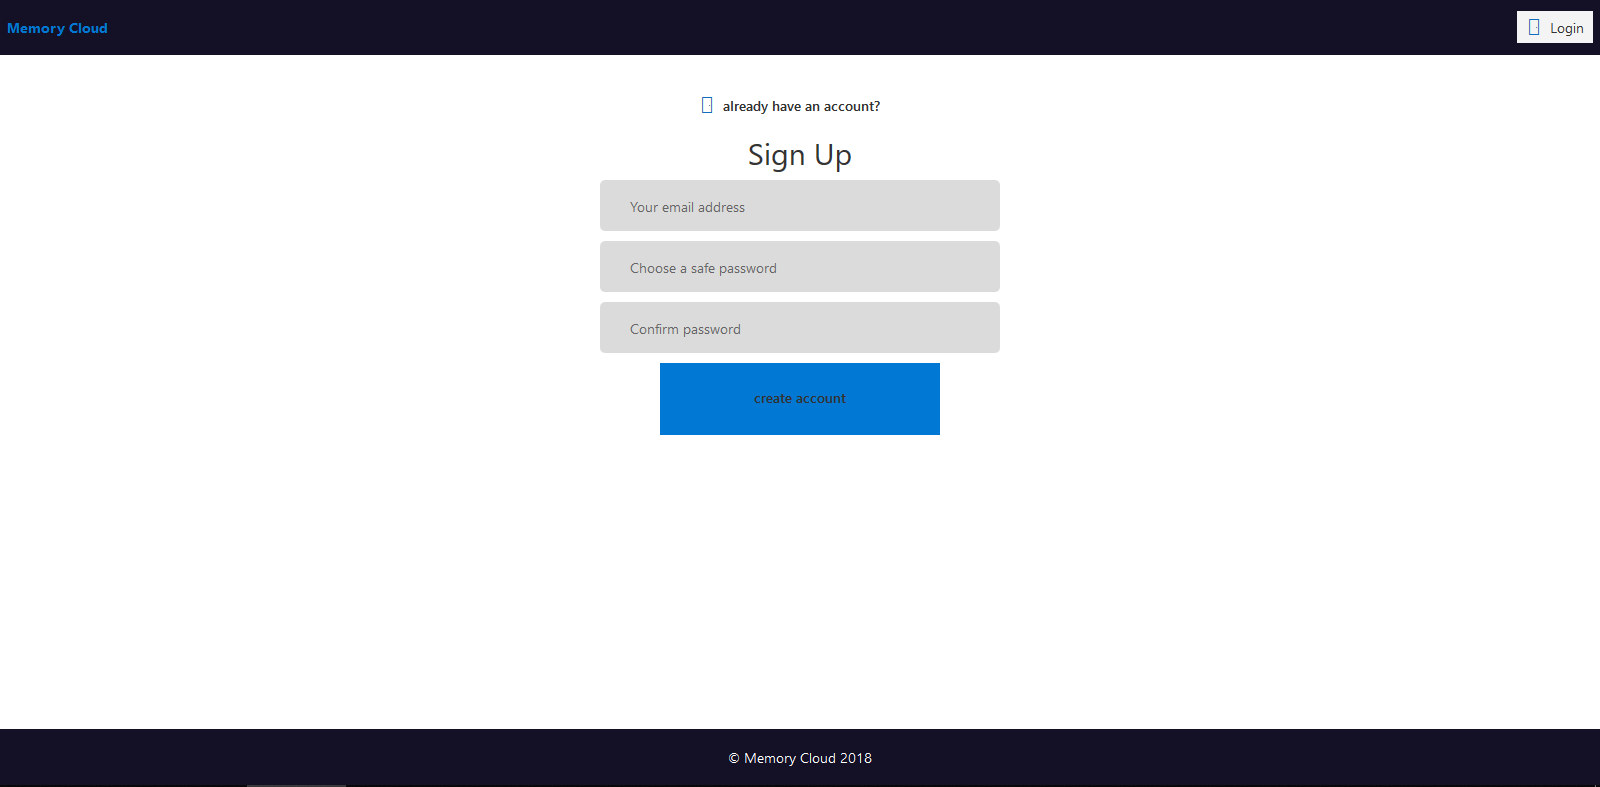 Memory Cloud
Login
already have an account?
Sign Up
Your email address
Choose a safe password
Confirm password
create account
© Memory Cloud 2018